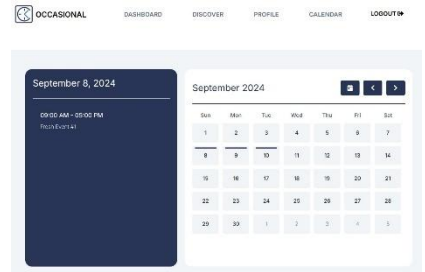 OCCASIONAL DASHBOARD DISCOVER PROFILE CALENDAR LOGOUT
September 8, 2024
09:00 AM - 05:00 PM
Fresh Event 41
September 2024
Sun Mon Tue Wed Thu Fri Sat
1 2 3 4 5 6 7
8 9 10 11 12 13 14
15 16 17 18 19 20 21
22 23 24 25 26 27 28
29 30 1 2 3 4 5